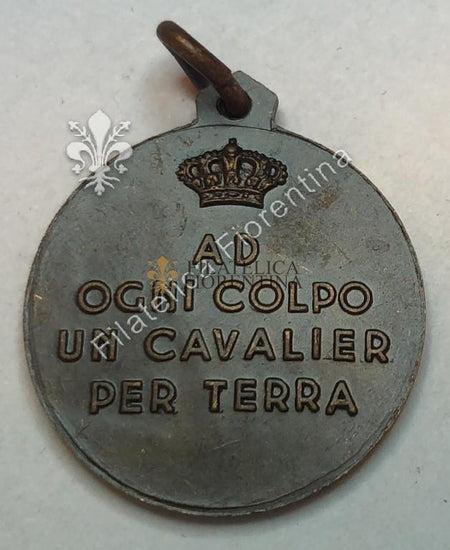 AD
OGNI COLPO
UN CAVALIER
PER TERRA
Filatelica Fiorentina
FILATELICA
FIORENTINA